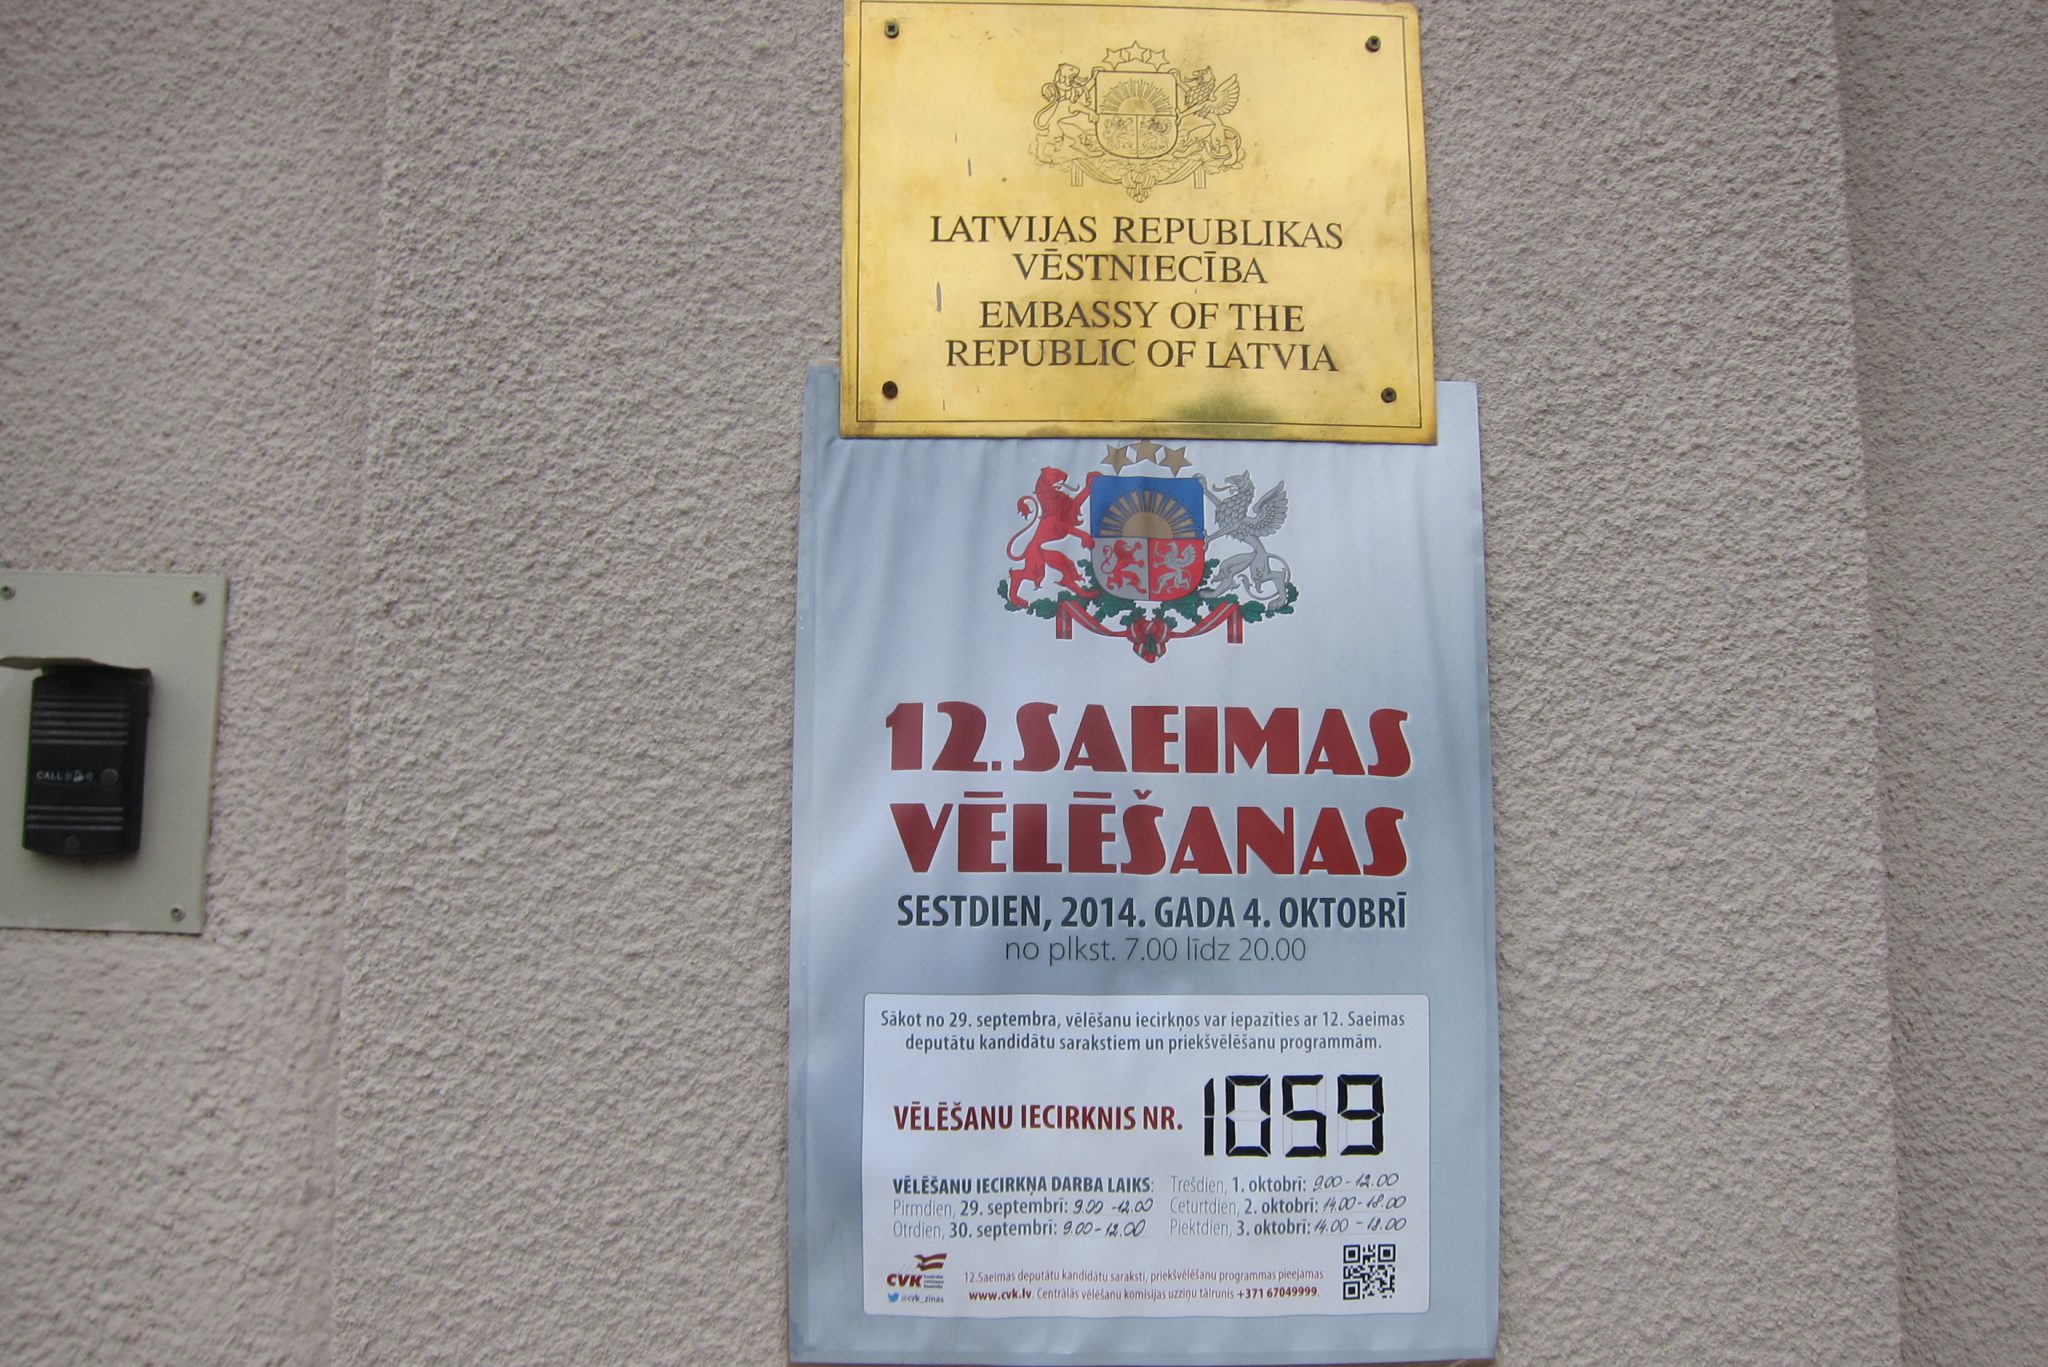 LATVIJAS REPUBLIKAS
VĒSTNIECĪBA
EMBASSY OF THE
REPUBLIC OF LATVIA
CALL
12. SAEIMAS
VĒLĒŠANAS
SESTDIEN, 2014. GADA 4. OKTOBRĪ
no plkst. 7.00 līdz 20.00
Sākot no 29. septembra, vēlēšanu iecirkņos var iepazīties ar 12. Saeimas
deputātu kandidātu sarakstiem un priekšvēlēšanu programmām.
VĒLĒŠANU IECIRKNIS NR. 1059
VĒLĒŠANU IECIRKŅA DARBA LAIKS:
Pirmdien, 29. septembrī: 9.00 - 12.00
Otrdien, 30. septembrī: 9.00 - 12.00
Trešdien, 1. oktobrī: 9.00 - 12.00
Ceturtdien, 2. oktobrī: 14.00 - 18.00
Piektdien, 3. oktobrī: 14.00 - 18.00
CVK
@cvk_zinas
12.Saeimas deputātu kandidātu saraksti, priekšvēlēšanu programmas pieejamas
www.cvk.lv. Centrālās vēlēšanu komisijas uzziņu tālrunis +371 67049999.